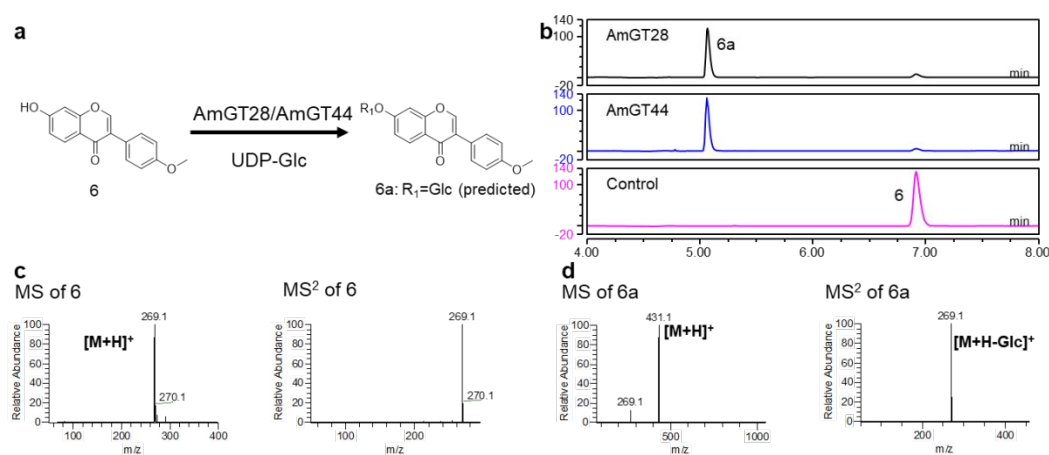 a
HO
O
O
O
6
AmGT28/AmGT44
UDP-Glc
R₁
O
O
O
O
6a: R₁=Glc (predicted)
b
140
100
-20
AmGT28
6a
min
140
100
-20
AmGT44
min
140
100
-20
Control
6
min
4.00 5.00 6.00 7.00 8.00
c
MS of 6
Relative Abundance
100
80
60
40
20
0
269.1
[M+H]⁺
270.1
100 200 300 400
m/z
MS² of 6
Relative Abundance
100
80
60
40
20
0
269.1
270.1
100 200
m/z
d
MS of 6a
Relative Abundance
100
80
60
40
20
0
431.1
[M+H]⁺
269.1
500 1000
m/z
MS² of 6a
Relative Abundance
100
80
60
40
20
0
269.1
[M+H-Glc]⁺
200 400
m/z